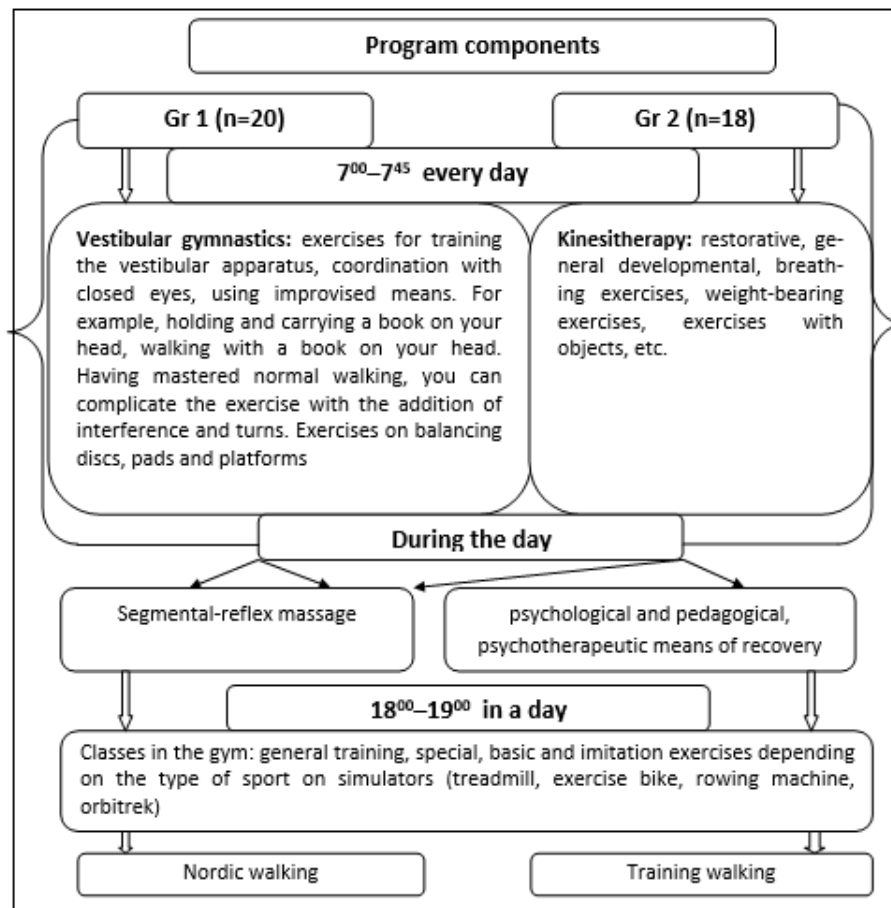 Program components
Gr 1 (n=20)
Gr 2 (n=18)
7⁰⁰–7⁴⁵ every day
Vestibular gymnastics: exercises for training
the vestibular apparatus, coordination with
closed eyes, using improvised means. For
example, holding and carrying a book on your
head, walking with a book on your head.
Having mastered normal walking, you can
complicate the exercise with the addition of
interference and turns. Exercises on balancing
discs, pads and platforms
Kinesitherapy: restorative, ge-
neral developmental, breath-
ing exercises, weight-bearing
exercises, exercises with
objects, etc.
During the day
Segmental-reflex massage
psychological and pedagogical,
psychotherapeutic means of recovery
18⁰⁰–19⁰⁰ in a day
Classes in the gym: general training, special, basic and imitation exercises depending
on the type of sport on simulators (treadmill, exercise bike, rowing machine,
orbitrek)
Nordic walking
Training walking